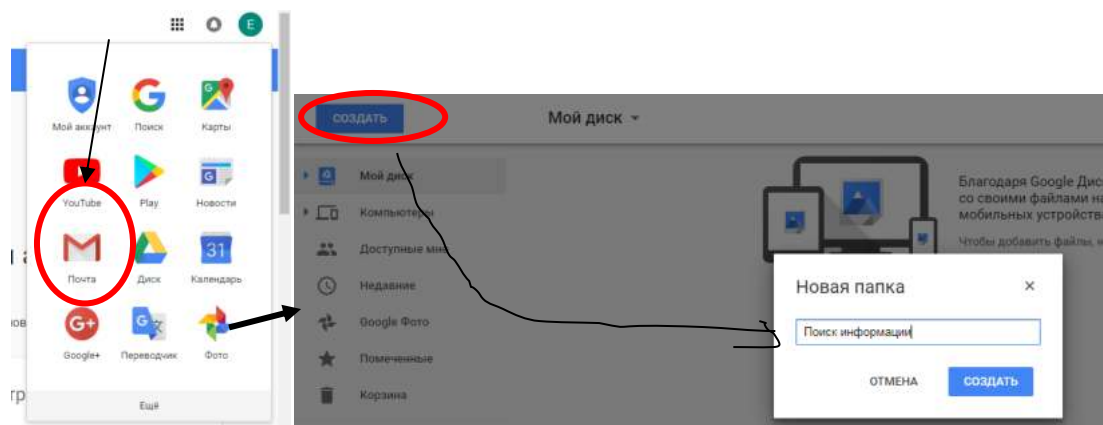 E
Мой аккаунт Поиск Карты
YouTube Play Новости
31
Почта Диск Календарь
G+
Google+ Переводчик Фото
Ещё
СОЗДАТЬ
Мой диск
Мой диск
Компьютеры
Доступные мне
Недавние
Google Фото
Помеченные
Корзина
Благодаря Google Дис
со своими файлами на
мобильных устройства
Чтобы добавить файлы, н
Новая папка ×
Поиск информации
ОТМЕНА СОЗДАТЬ